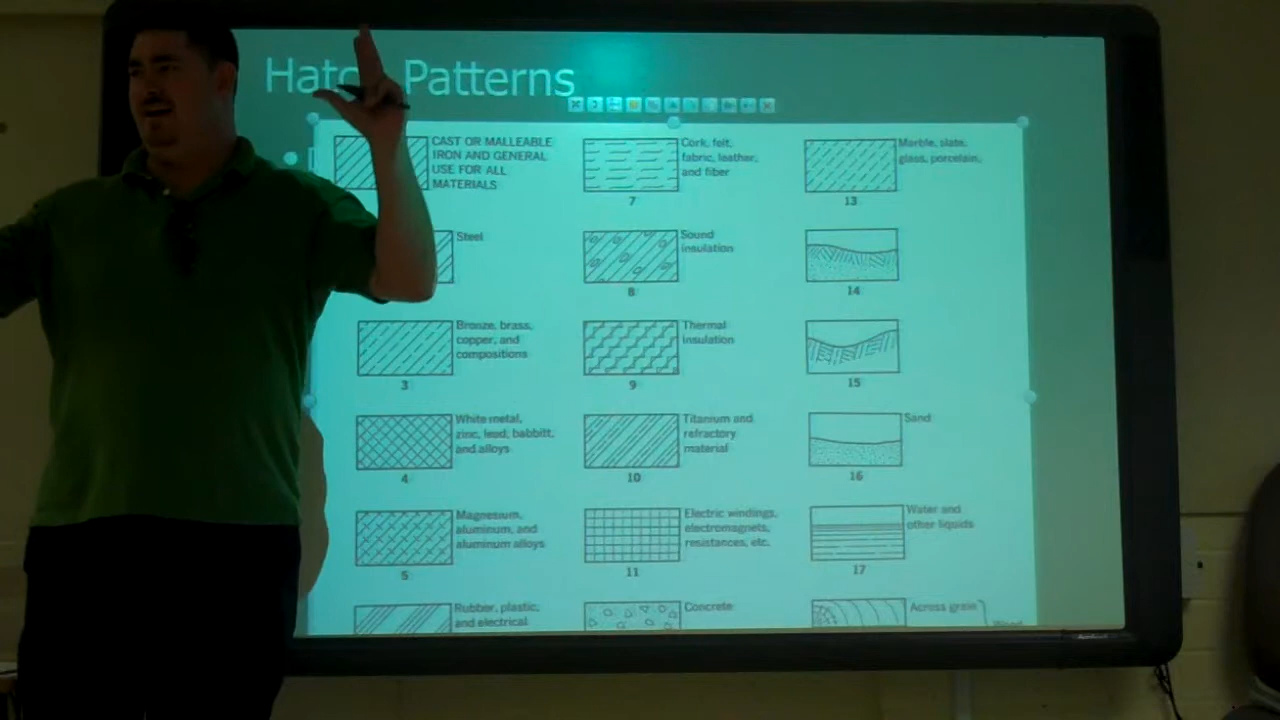 Hatch Patterns
CAST OR MALLEABLE
IRON AND GENERAL
USE FOR ALL
MATERIALS
Steel
Bronze, brass,
copper, and
compositions
3
White metal,
zinc, lead, babbitt,
and alloys
4
Magnesium,
aluminum, and
aluminum alloys
5
Rubber, plastic,
and electrical
Cork, felt,
fabric, leather,
and fiber
7
Sound
insulation
8
Thermal
insulation
9
Titanium and
refractory
material
10
Electric windings,
electromagnets,
resistances, etc.
11
Concrete
Marble, slate,
glass, porcelain,
13
14
15
Sand
16
Water and
other liquids
17
Across grain